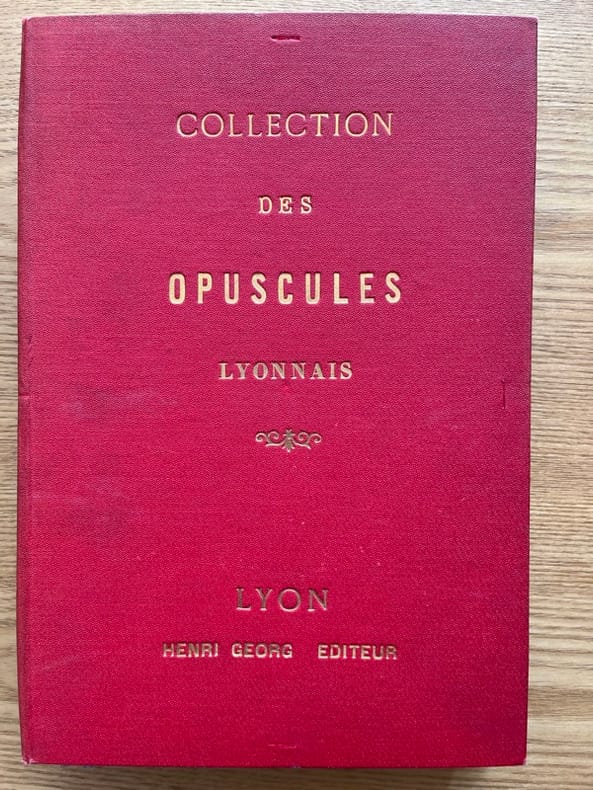 COLLECTION
DES
OPUSCULES
LYONNAIS
LYON
HENRI GEORG EDITEUR